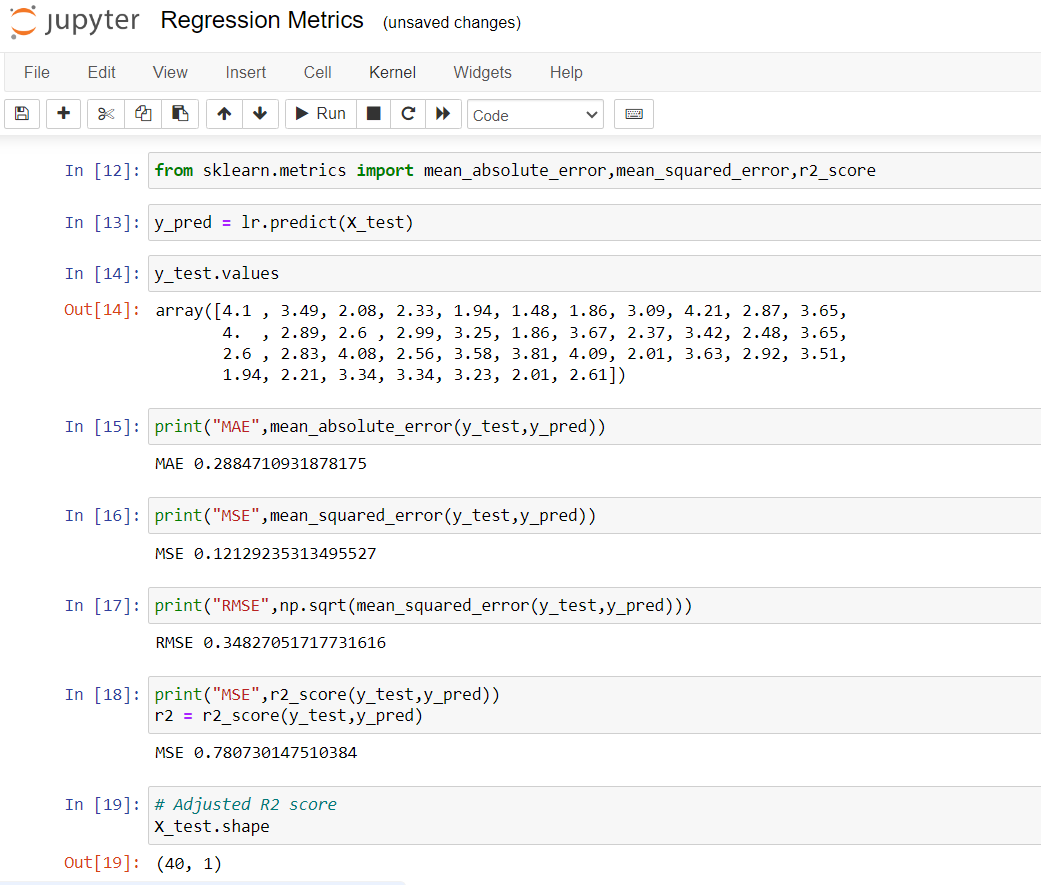 jupyter Regression Metrics (unsaved changes)
File Edit View Insert Cell Kernel Widgets Help
Run Code
In [12]: from sklearn.metrics import mean_absolute_error,mean_squared_error,r2_score
In [13]: y_pred = lr.predict(X_test)
In [14]: y_test.values
Out[14]: array([4.1 , 3.49, 2.08, 2.33, 1.94, 1.48, 1.86, 3.09, 4.21, 2.87, 3.65,
4.  , 2.89, 2.6 , 2.99, 3.25, 1.86, 3.67, 2.37, 3.42, 2.48, 3.65,
2.6 , 2.83, 4.08, 2.56, 3.58, 3.81, 4.09, 2.01, 3.63, 2.92, 3.51,
1.94, 2.21, 3.34, 3.34, 3.23, 2.01, 2.61])
In [15]: print("MAE",mean_absolute_error(y_test,y_pred))
MAE 0.2884710931878175
In [16]: print("MSE",mean_squared_error(y_test,y_pred))
MSE 0.12129235313495527
In [17]: print("RMSE",np.sqrt(mean_squared_error(y_test,y_pred)))
RMSE 0.34827051717731616
In [18]: print("MSE",r2_score(y_test,y_pred))
r2 = r2_score(y_test,y_pred)
MSE 0.780730147510384
In [19]: # Adjusted R2 score
X_test.shape
Out[19]: (40, 1)